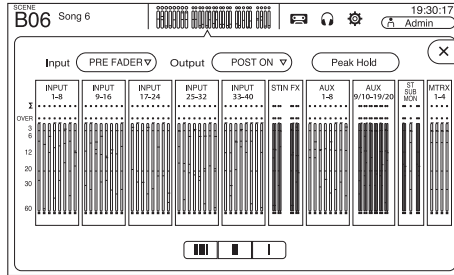 SCENE
B06 Song 6
19:30:17
Admin
Input PRE FADER Output POST ON Peak Hold
INPUT 1-8
INPUT 9-16
INPUT 17-24
INPUT 25-32
INPUT 33-40
STIN FX
AUX 1-8
AUX 9/10-19/20
ST SUB MON
MTRX 1-4
Σ
OVER
3
6
12
20
30
60